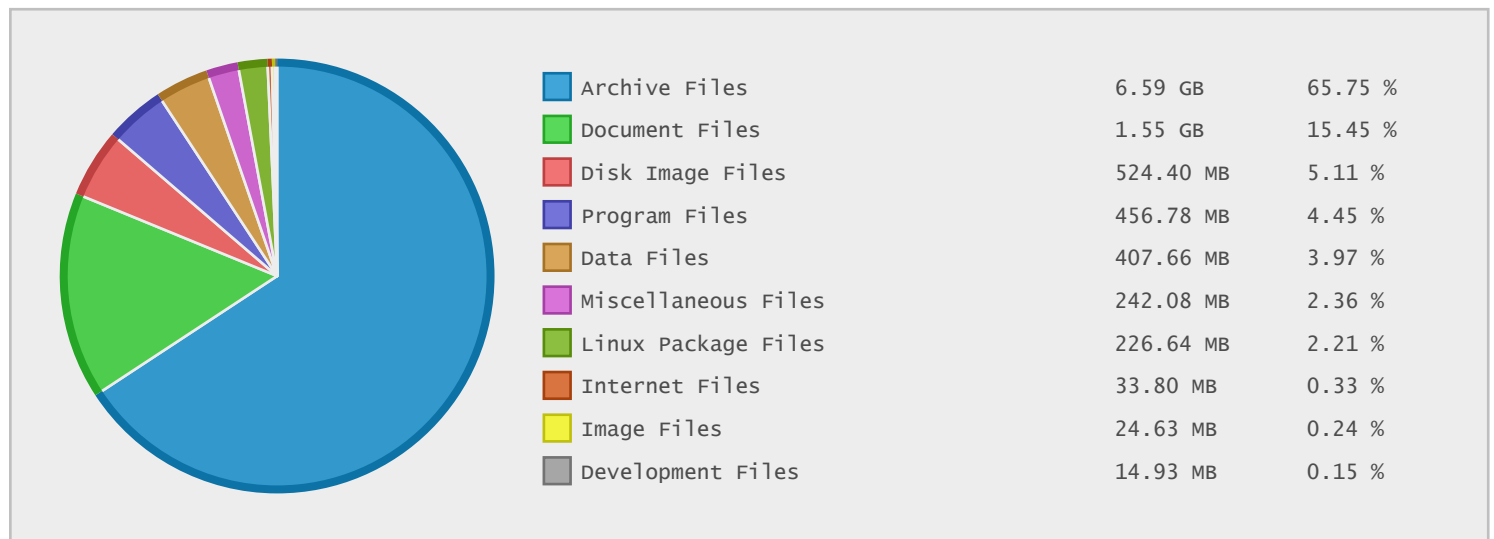 Archive Files 6.59 GB 65.75 %
Document Files 1.55 GB 15.45 %
Disk Image Files 524.40 MB 5.11 %
Program Files 456.78 MB 4.45 %
Data Files 407.66 MB 3.97 %
Miscellaneous Files 242.08 MB 2.36 %
Linux Package Files 226.64 MB 2.21 %
Internet Files 33.80 MB 0.33 %
Image Files 24.63 MB 0.24 %
Development Files 14.93 MB 0.15 %